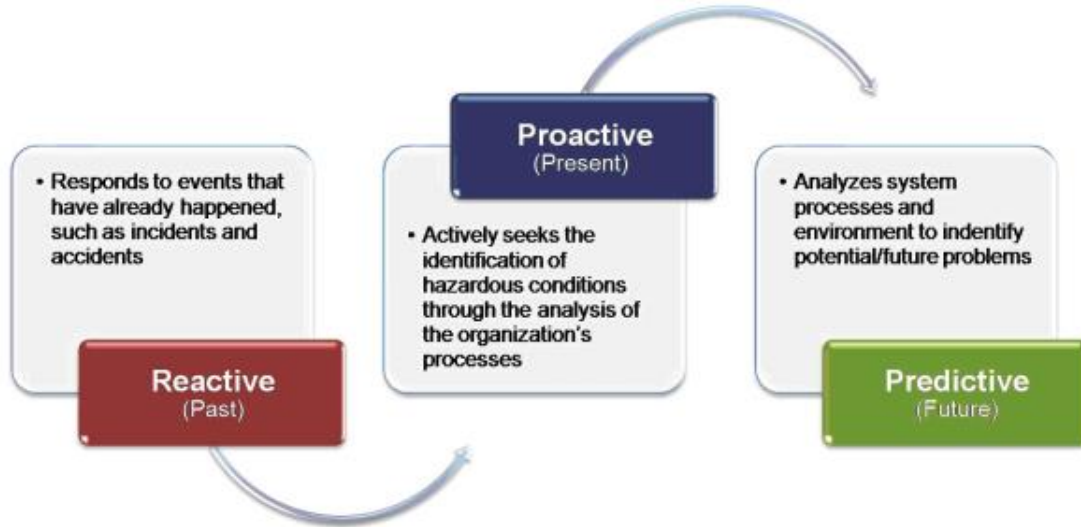 • Responds to events that
have already happened,
such as incidents and
accidents
Reactive
(Past)
Proactive
(Present)
• Actively seeks the
identification of
hazardous conditions
through the analysis of
the organization's
processes
• Analyzes system
processes and
environment to indentify
potential/future problems
Predictive
(Future)